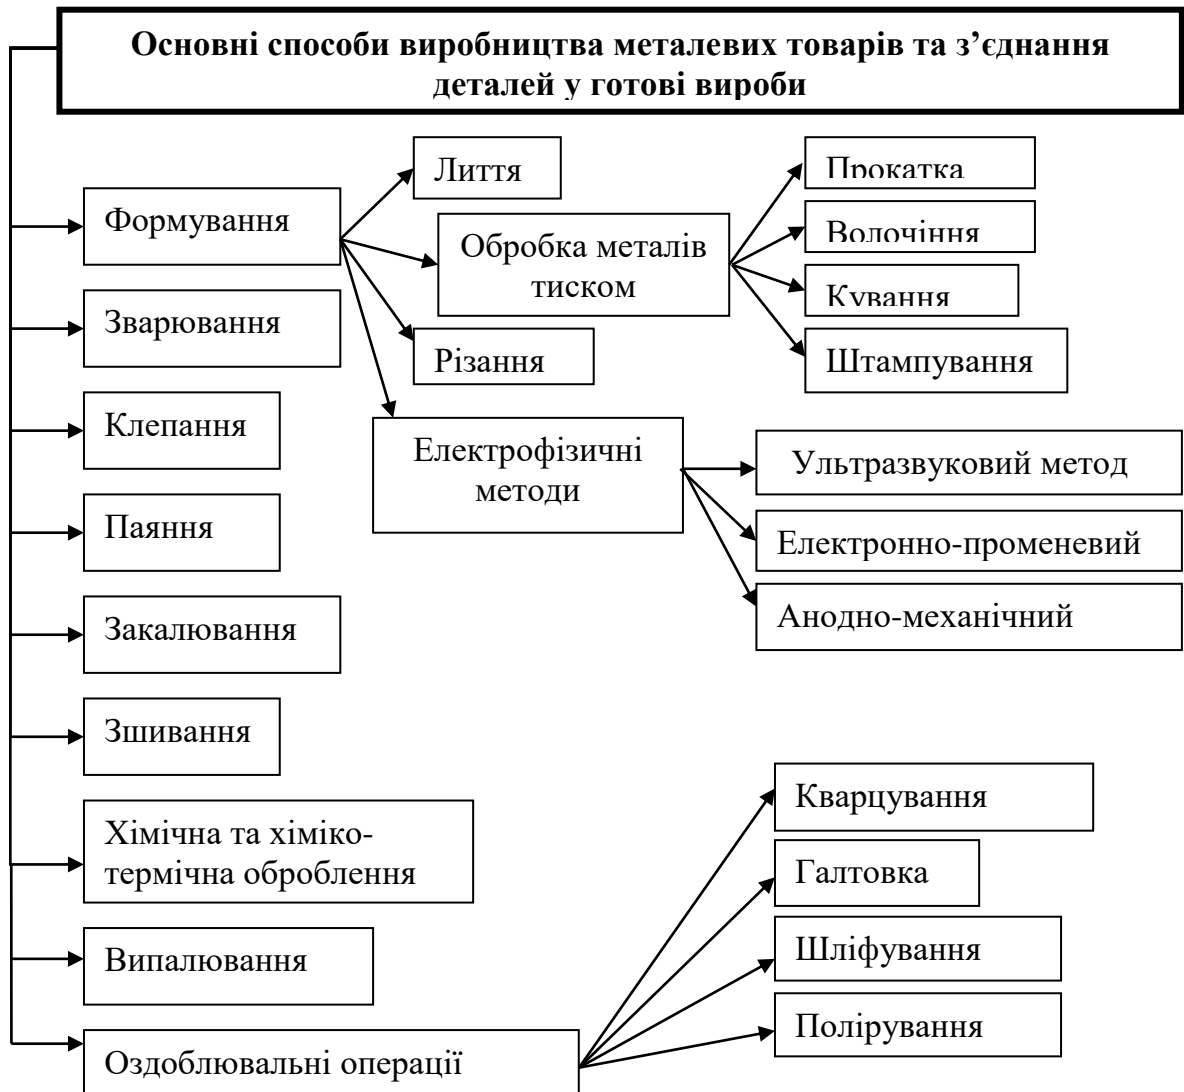 Основні способи виробництва металевих товарів та з’єднання
деталей у готові вироби
Формування
Лиття
Обробка металів
тиском
Прокатка
Волочіння
Кування
Штампування
Різання
Електрофізичні
методи
Ультразвуковий метод
Електронно-променевий
Анодно-механічний
Зварювання
Клепання
Паяння
Закалювання
Зшивання
Хімічна та хіміко-
термічна оброблення
Випалювання
Оздоблювальні операції
Кварцування
Галтовка
Шліфування
Полірування